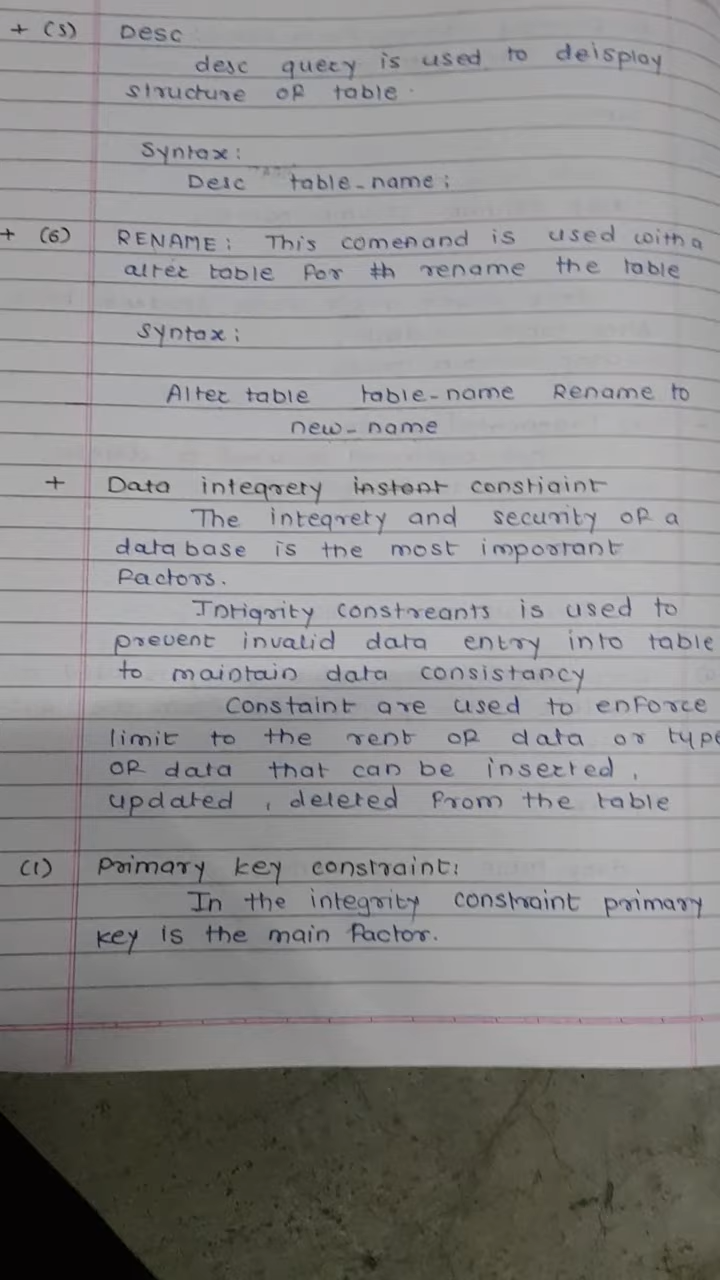 + (5) Desc
desc query is used to deisplay
structure OF table.
Syntax:
Desc table-name;
+ (6) RENAME: This comenand is used with a
alter table For th rename the table
Syntax:
Alter table table-name Rename to
new-name
+ Data integrety instant constiaint
The integrety and security OF a
database is the most important
Factors.
Intigrity constreants is used to
prevent invalid data entry into table
to maintain data consistancy
Constaint are used to enforce
limit to the rent OF data or type
OF data that can be inserted,
updated, deleted From the table
(1) Primary key constraint:
In the integrity constraint primary
key is the main Factor.